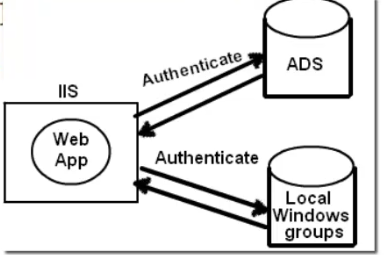 Authenticate
ADS
IIS
Web
App
Authenticate
Local
Windows
groups